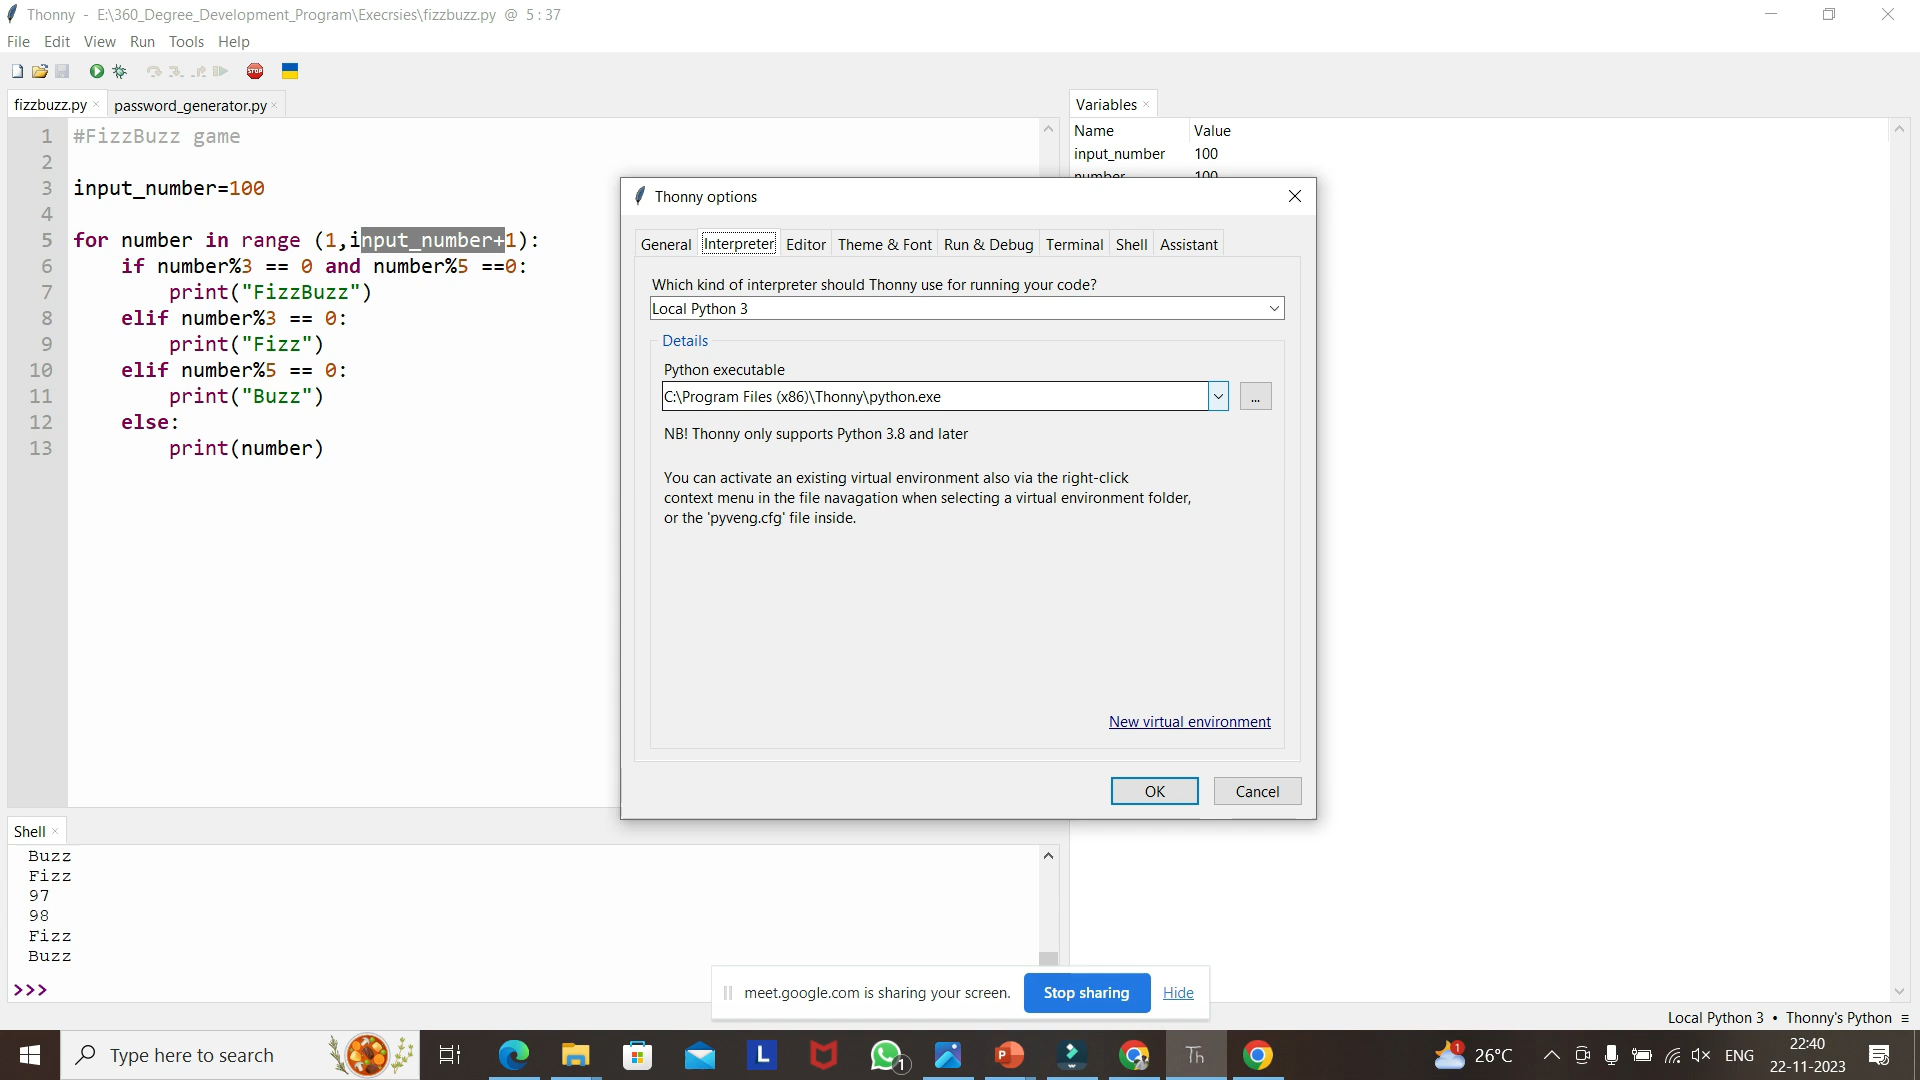 Thonny - E:\360_Degree_Development_Program\Execrsies\fizzbuzz.py @ 5 : 37
File Edit View Run Tools Help
STOP
fizzbuzz.py × password_generator.py ×
1 #FizzBuzz game
2
3 input_number=100
4
5 for number in range (1,input_number+1):
6 if number%3 == 0 and number%5 ==0:
7 print("FizzBuzz")
8 elif number%3 == 0:
9 print("Fizz")
10 elif number%5 == 0:
11 print("Buzz")
12 else:
13 print(number)
Variables ×
Name Value
input_number 100
number 100
Thonny options
General Interpreter Editor Theme & Font Run & Debug Terminal Shell Assistant
Which kind of interpreter should Thonny use for running your code?
Local Python 3
Details
Python executable
C:\Program Files (x86)\Thonny\python.exe
...
NB! Thonny only supports Python 3.8 and later
You can activate an existing virtual environment also via the right-click
context menu in the file navagation when selecting a virtual environment folder,
or the 'pyveng.cfg' file inside.
New virtual environment
OK Cancel
Shell ×
Buzz
Fizz
97
98
Fizz
Buzz
>>>
meet.google.com is sharing your screen. Stop sharing Hide
Local Python 3 • Thonny's Python ≡
Type here to search
L
1
P
Th
1
26°C
ENG
22:40
22-11-2023